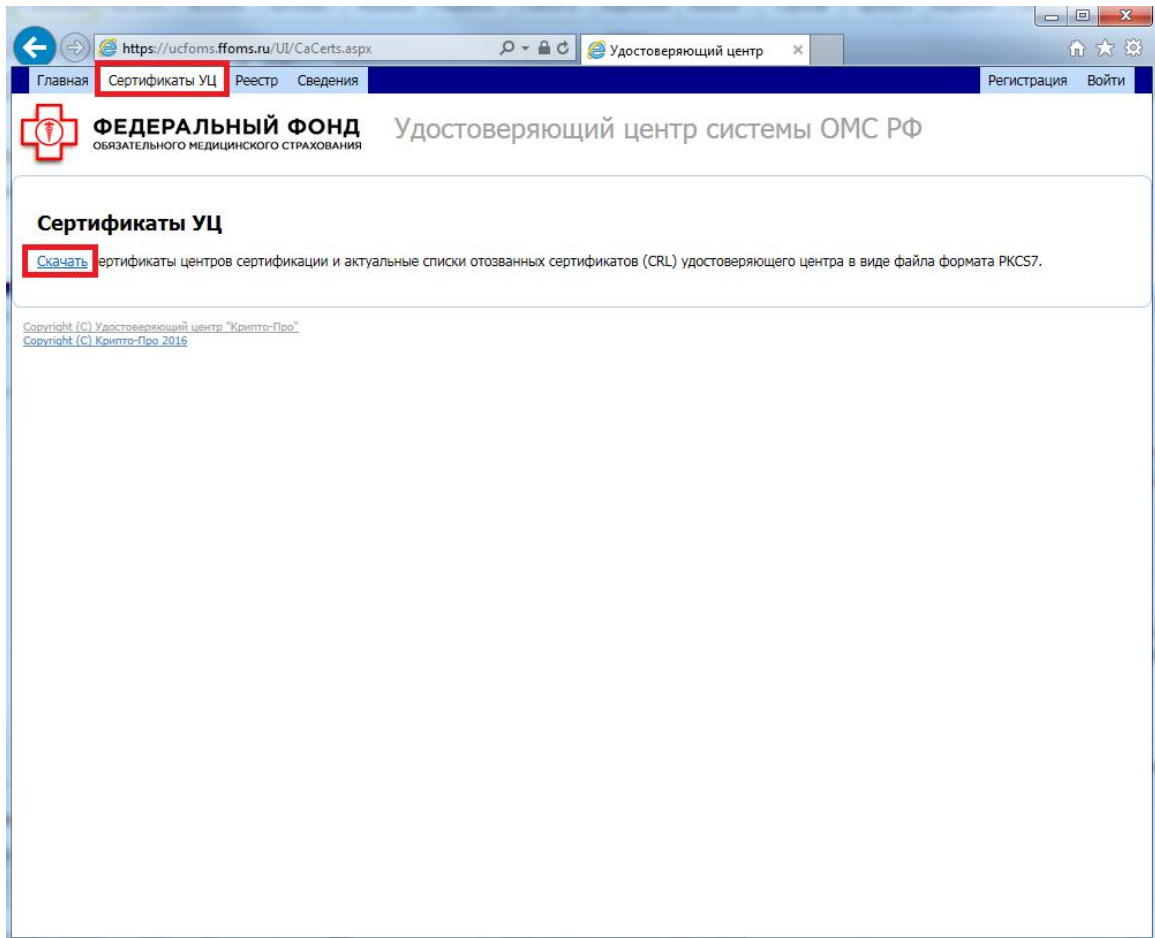 https://ucfoms.ffoms.ru/UI/CaCerts.aspx
Удостоверяющий центр
Главная Сертификаты УЦ Реестр Сведения Регистрация Войти
ФЕДЕРАЛЬНЫЙ ФОНД
ОБЯЗАТЕЛЬНОГО МЕДИЦИНСКОГО СТРАХОВАНИЯ
Удостоверяющий центр системы ОМС РФ
Сертификаты УЦ
Скачать ертификаты центров сертификации и актуальные списки отозванных сертификатов (CRL) удостоверяющего центра в виде файла формата PKCS7.
Copyright (C) Удостоверяющий центр "Крипто-Про"
Copyright (C) Крипто-Про 2016